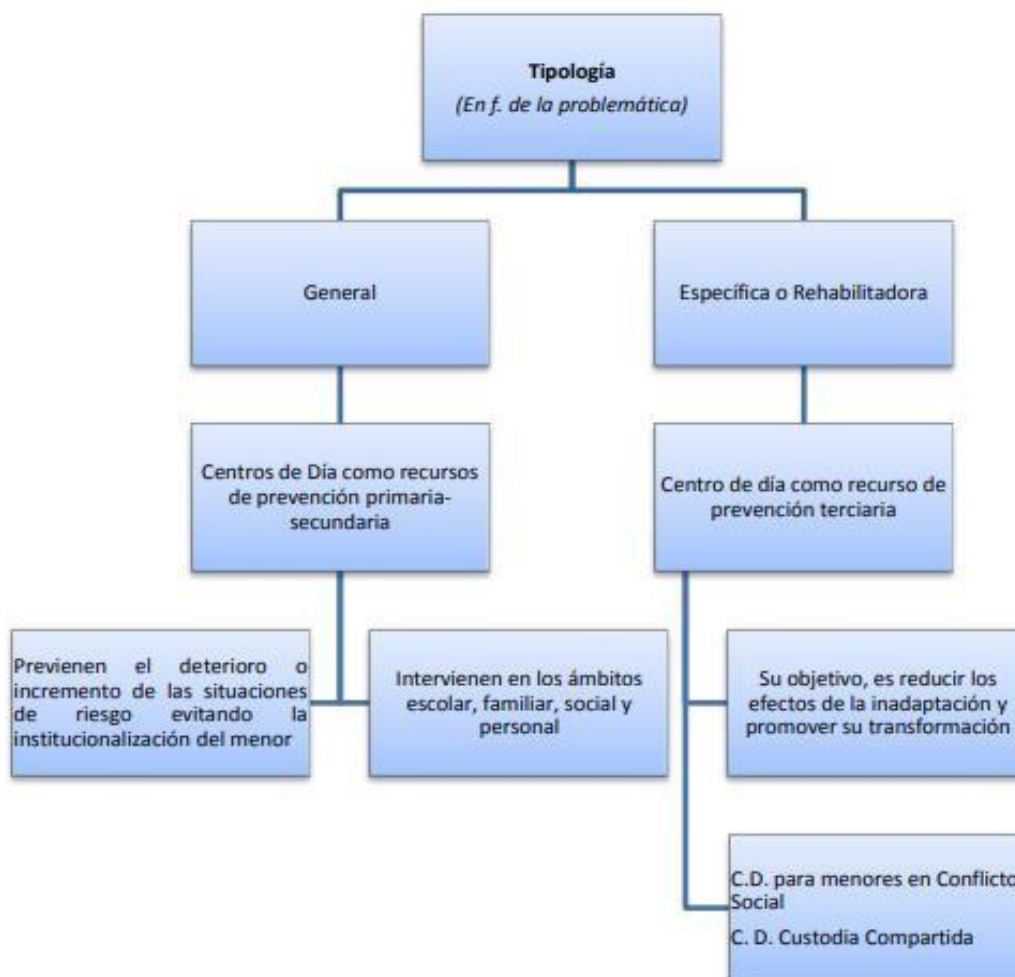 Tipología
(En f. de la problemática)
General
Específica o Rehabilitadora
Centros de Día como recursos
de prevención primaria-
secundaria
Centro de día como recurso de
prevención terciaria
Previenen el deterioro o
incremento de las situaciones
de riesgo evitando la
institucionalización del menor
Intervienen en los ámbitos
escolar, familiar, social y
personal
Su objetivo, es reducir los
efectos de la inadaptación y
promover su transformación
C.D. para menores en Conflicto
Social
C. D. Custodia Compartida